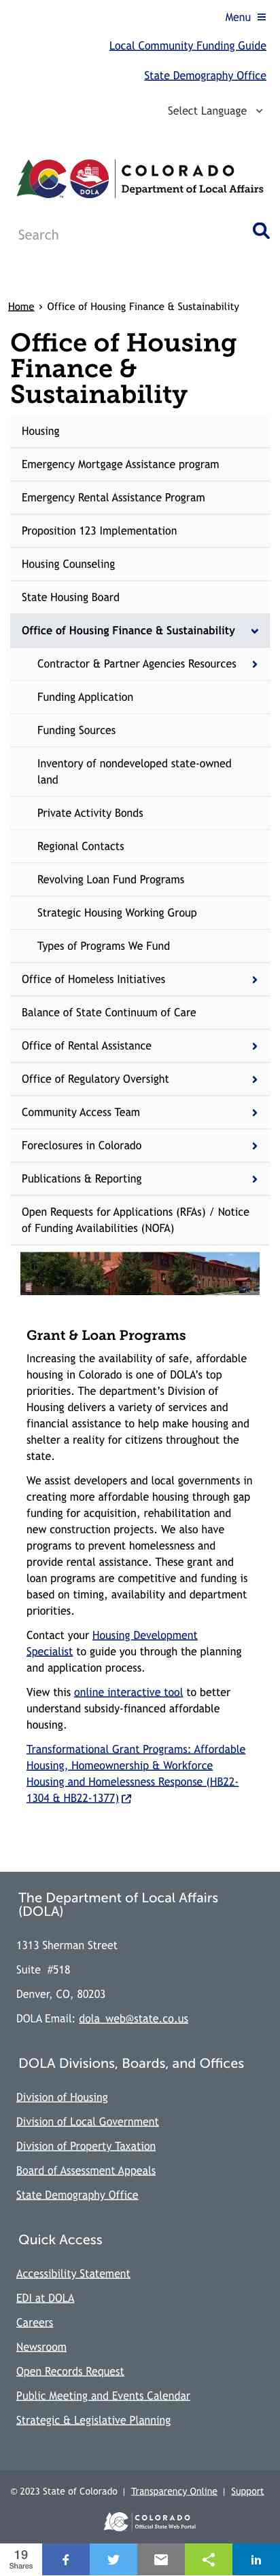 Menu
Local Community Funding Guide
State Demography Office
Select Language
COLORADO
Department of Local Affairs
DOLA
Search
Home › Office of Housing Finance & Sustainability
Office of Housing
Finance &
Sustainability
Housing
Emergency Mortgage Assistance program
Emergency Rental Assistance Program
Proposition 123 Implementation
Housing Counseling
State Housing Board
Office of Housing Finance & Sustainability
Contractor & Partner Agencies Resources
Funding Application
Funding Sources
Inventory of nondeveloped state-owned
land
Private Activity Bonds
Regional Contacts
Revolving Loan Fund Programs
Strategic Housing Working Group
Types of Programs We Fund
Office of Homeless Initiatives
Balance of State Continuum of Care
Office of Rental Assistance
Office of Regulatory Oversight
Community Access Team
Foreclosures in Colorado
Publications & Reporting
Open Requests for Applications (RFAs) / Notice
of Funding Availabilities (NOFA)
Grant & Loan Programs
Increasing the availability of safe, affordable
housing in Colorado is one of DOLA's top
priorities. The department's Division of
Housing delivers a variety of services and
financial assistance to help make housing and
shelter a reality for citizens throughout the
state.
We assist developers and local governments in
creating more affordable housing through gap
funding for acquisition, rehabilitation and
new construction projects. We also have
programs to prevent homelessness and
provide rental assistance. These grant and
loan programs are competitive and funding is
based on timing, availability and department
priorities.
Contact your Housing Development
Specialist to guide you through the planning
and application process.
View this online interactive tool to better
understand subsidy-financed affordable
housing.
Transformational Grant Programs: Affordable
Housing, Homeownership & Workforce
Housing and Homelessness Response (HB22-
1304 & HB22-1377)
The Department of Local Affairs
(DOLA)
1313 Sherman Street
Suite #518
Denver, CO, 80203
DOLA Email: dola_web@state.co.us
DOLA Divisions, Boards, and Offices
Division of Housing
Division of Local Government
Division of Property Taxation
Board of Assessment Appeals
State Demography Office
Quick Access
Accessibility Statement
EDI at DOLA
Careers
Newsroom
Open Records Request
Public Meeting and Events Calendar
Strategic & Legislative Planning
© 2023 State of Colorado | Transparency Online | Support
COLORADO
Official State Web Portal
19
Shares